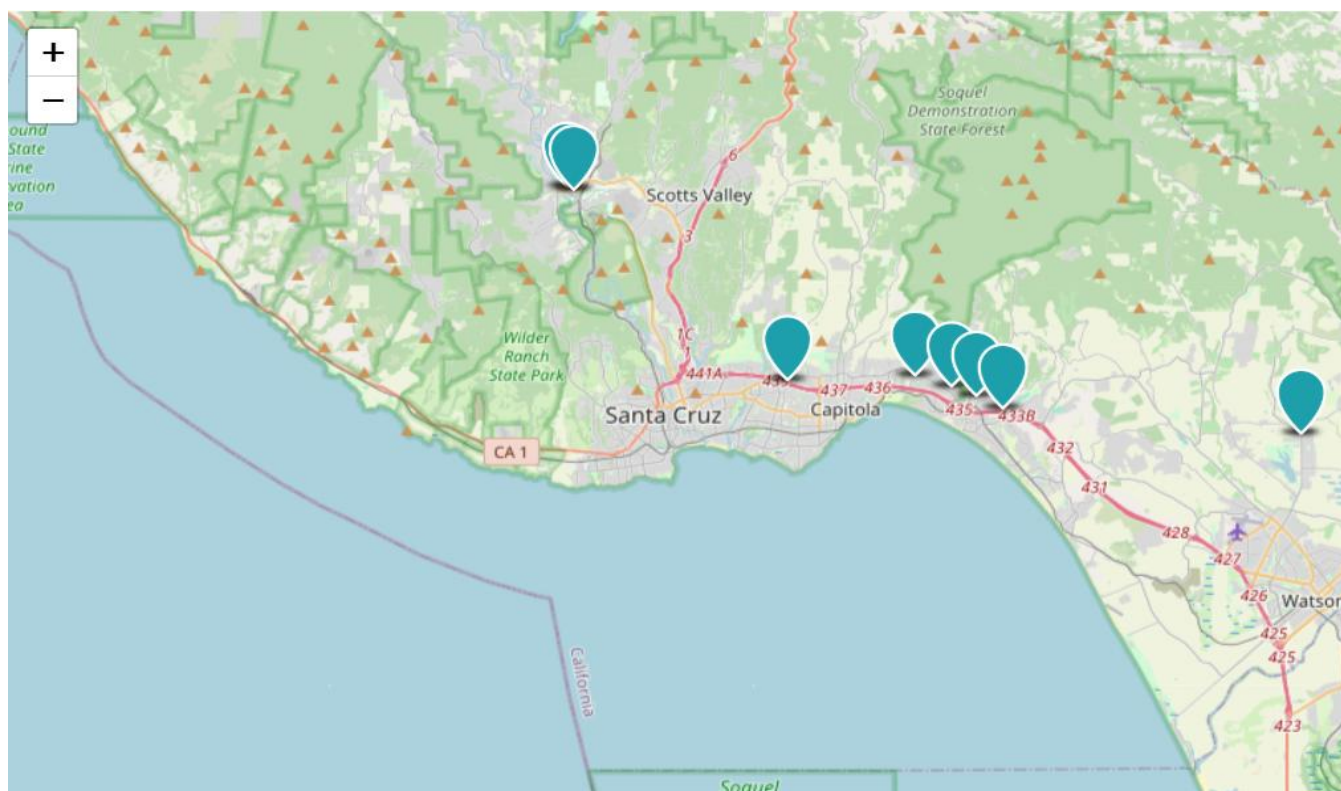 +
−
ound
State
rine
rvation
ea
Soquel
Demonstration
State Forest
6
Scotts Valley
3
Wilder
Ranch
State Park
1C
441A
437
436
435
433B
Santa Cruz
Capitola
CA 1
432
431
428
427
426
Watson
425
425
423
California
Soquel